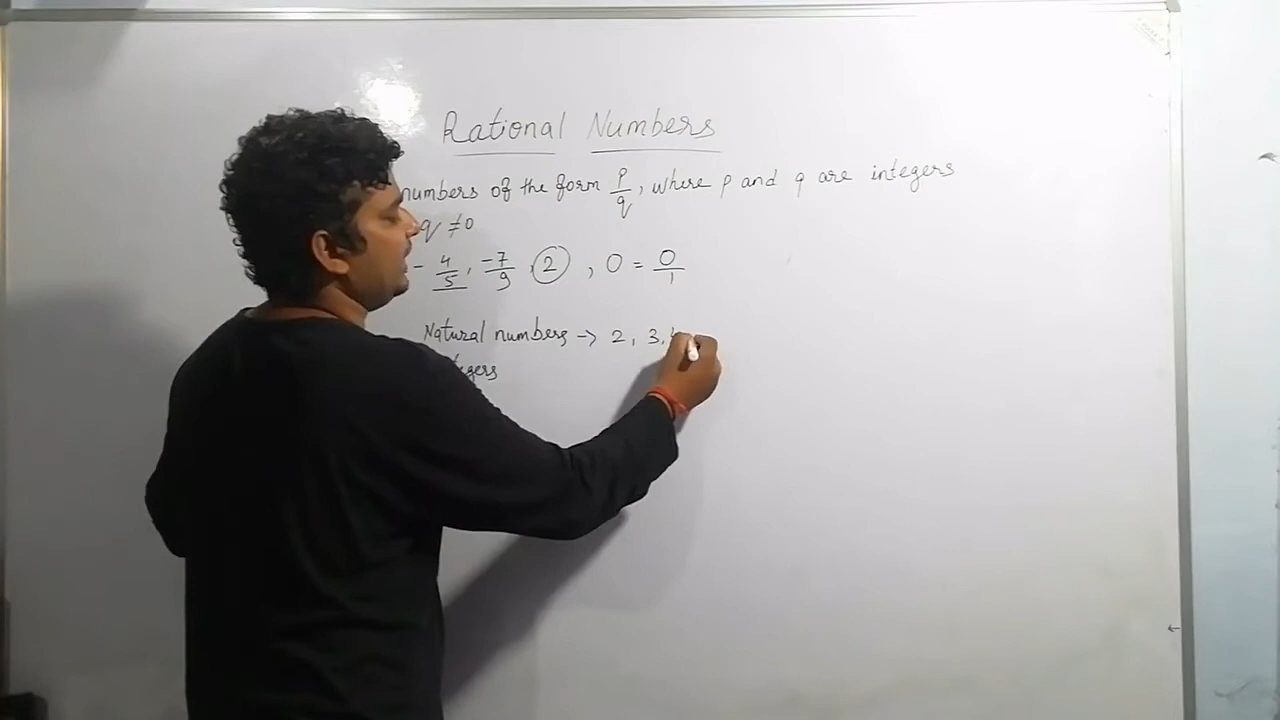 Rational Numbers
numbers of the form p/q, where p and q are integers
q ≠ 0
- 4/5, -7/9, 2, 0 = 0/1
Natural numbers → 2, 3, 4